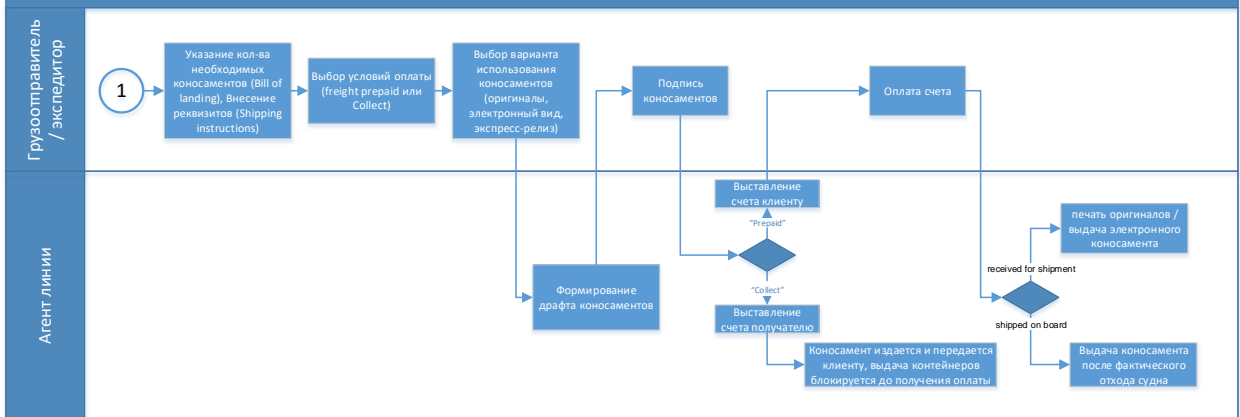 Грузоотправитель
/ экспедитор
1
Указание кол-ва
необходимых
коносаментов (Bill of
landing), Внесение
реквизитов (Shipping
instructions)
Выбор условий оплаты
(freight prepaid или
Collect)
Выбор варианта
использования
коносаментов
(оригиналы,
электронный вид,
экспресс-релиз)
Подпись
коносаментов
Оплата счета
Агент линии
Формирование
драфта коносаментов
Выставление
счета клиенту
“Prepaid”
“Collect”
Выставление
счета получателю
Коносамент издается и передается
клиенту, выдача контейнеров
блокируется до получения оплаты
печать оригиналов /
выдача электронного
коносамента
received for shipment
shipped on board
Выдача коносамента
после фактического
отхода судна